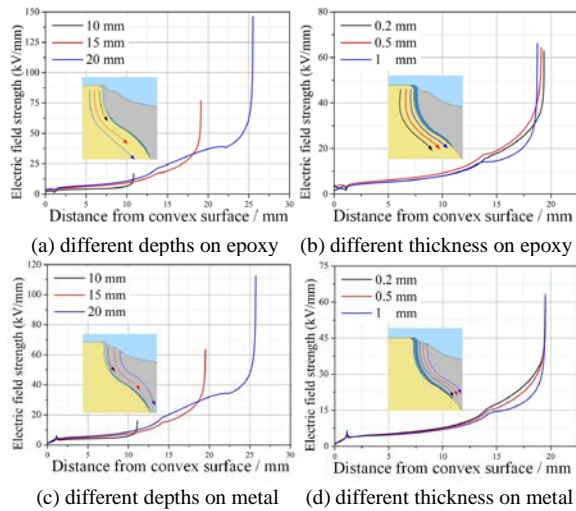 150
125
100
75
50
25
0
Electric field strength (kV/mm)
10 mm
15 mm
20 mm
0 5 10 15 20 25 30
Distance from convex surface / mm
(a) different depths on epoxy
80
60
40
20
0
Electric field strength (kV/mm)
0.2 mm
0.5 mm
1 mm
0 5 10 15 20
Distance from convex surface / mm
(b) different thickness on epoxy
120
100
80
60
40
20
0
Electric field strength (kV/mm)
10 mm
15 mm
20 mm
0 5 10 15 20 25 30
Distance from convex surface / mm
(c) different depths on metal
75
60
45
30
15
0
Electric field strength (kV/mm)
0.2 mm
0.5 mm
1 mm
0 5 10 15 20
Distance from convex surface / mm
(d) different thickness on metal